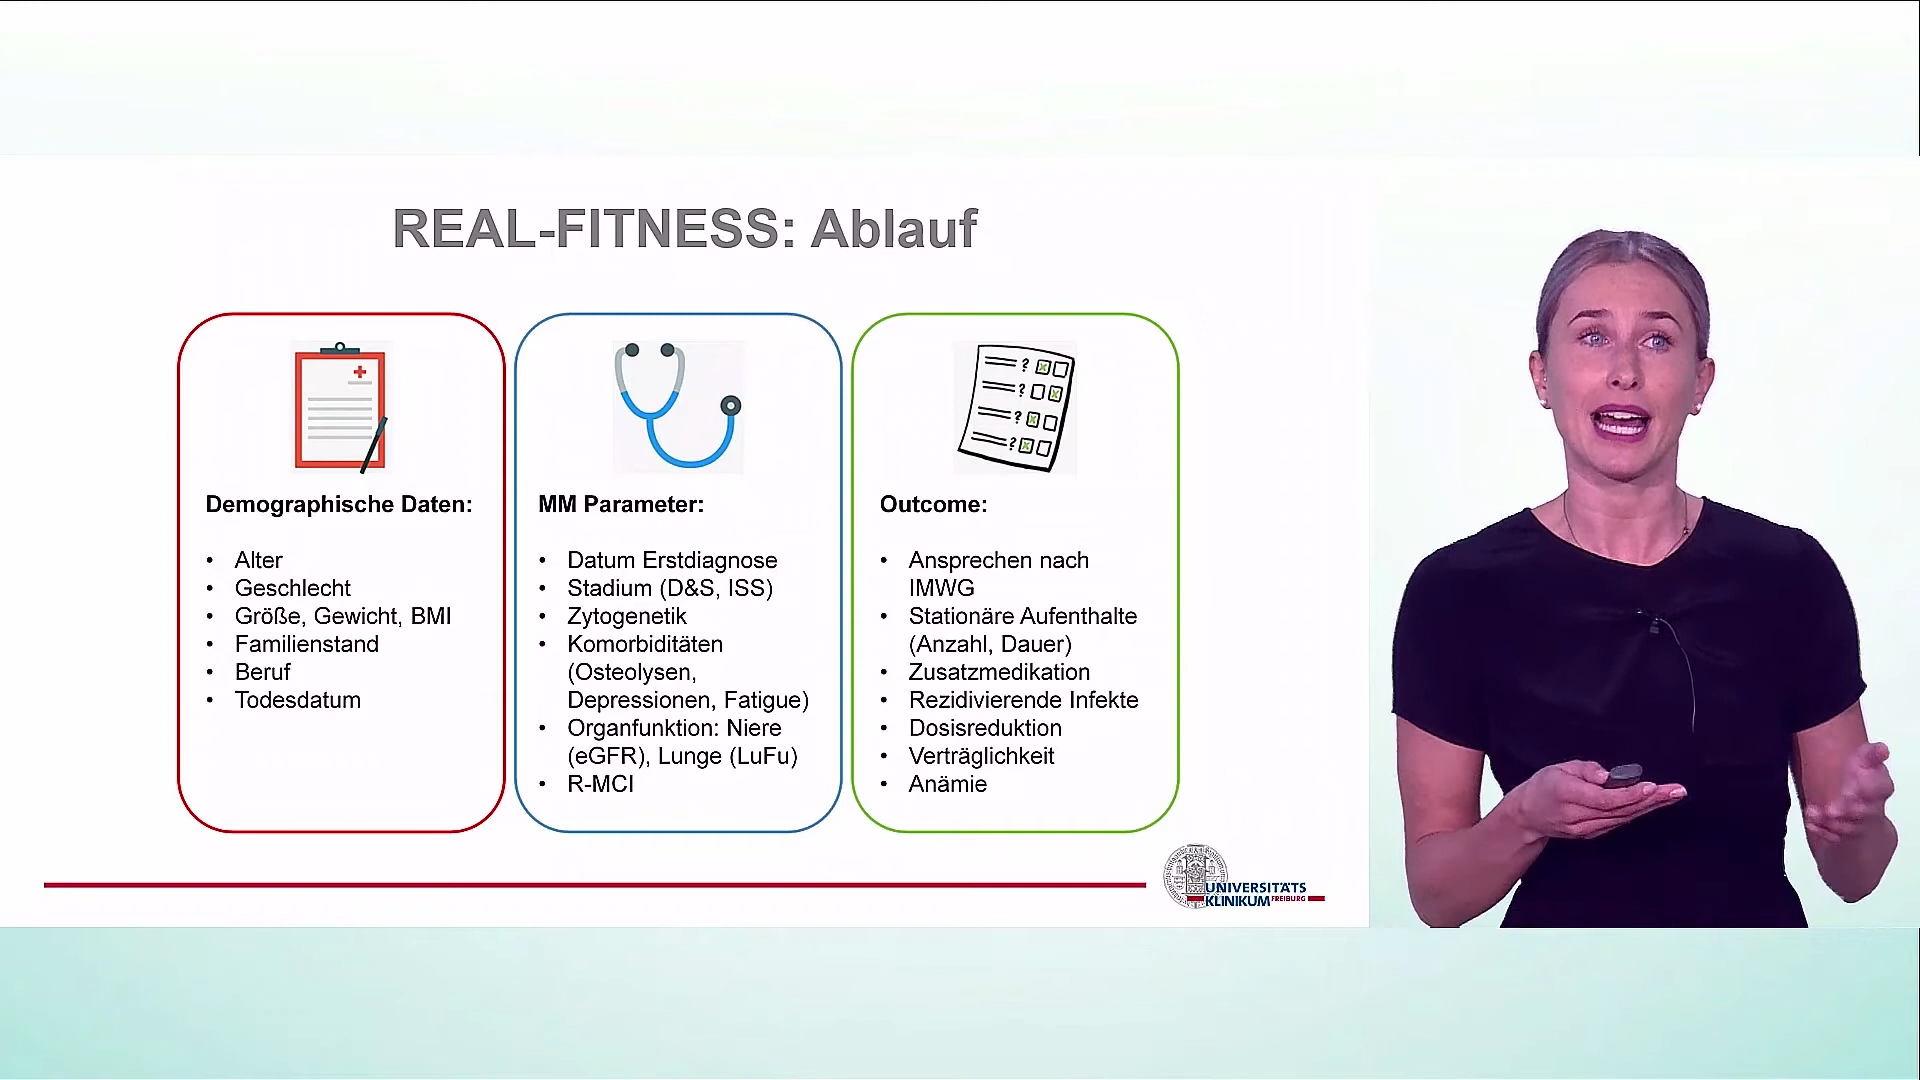 REAL-FITNESS: Ablauf
Demographische Daten:
• Alter
• Geschlecht
• Größe, Gewicht, BMI
• Familienstand
• Beruf
• Todesdatum
MM Parameter:
• Datum Erstdiagnose
• Stadium (D&S, ISS)
• Zytogenetik
• Komorbiditäten
(Osteolysen,
Depressionen, Fatigue)
• Organfunktion: Niere
(eGFR), Lunge (LuFu)
• R-MCI
Outcome:
• Ansprechen nach
IMWG
• Stationäre Aufenthalte
(Anzahl, Dauer)
• Zusatzmedikation
• Rezidivierende Infekte
• Dosisreduktion
• Verträglichkeit
• Anämie
UNIVERSITÄTS
KLINIKUM FREIBURG